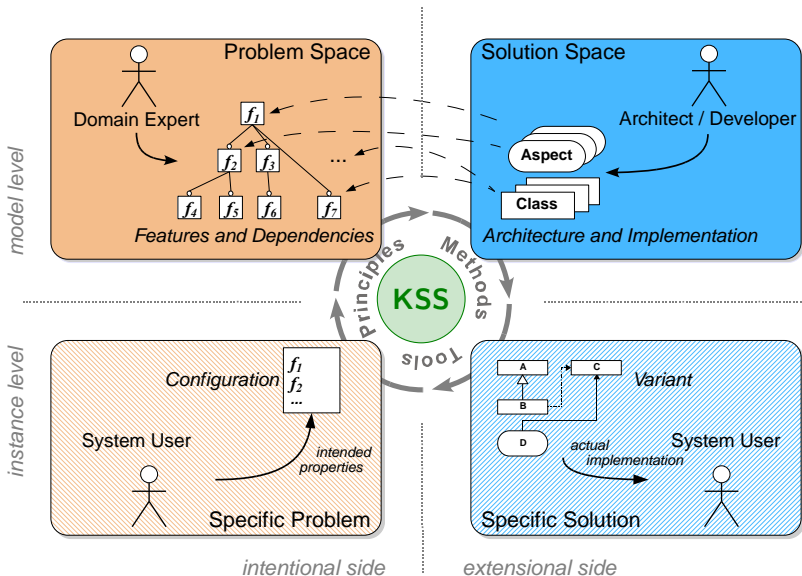 Problem Space
Domain Expert
f1
f2
f3
...
f4
f5
f6
f7
Features and Dependencies
Solution Space
Architect / Developer
Aspect
Class
Architecture and Implementation
model level
Principles
Methods
Tools
KSS
instance level
Configuration
f1
f2
...
System User
intended
properties
Specific Problem
A
C
B
D
Variant
actual
implementation
System User
Specific Solution
intentional side
extensional side